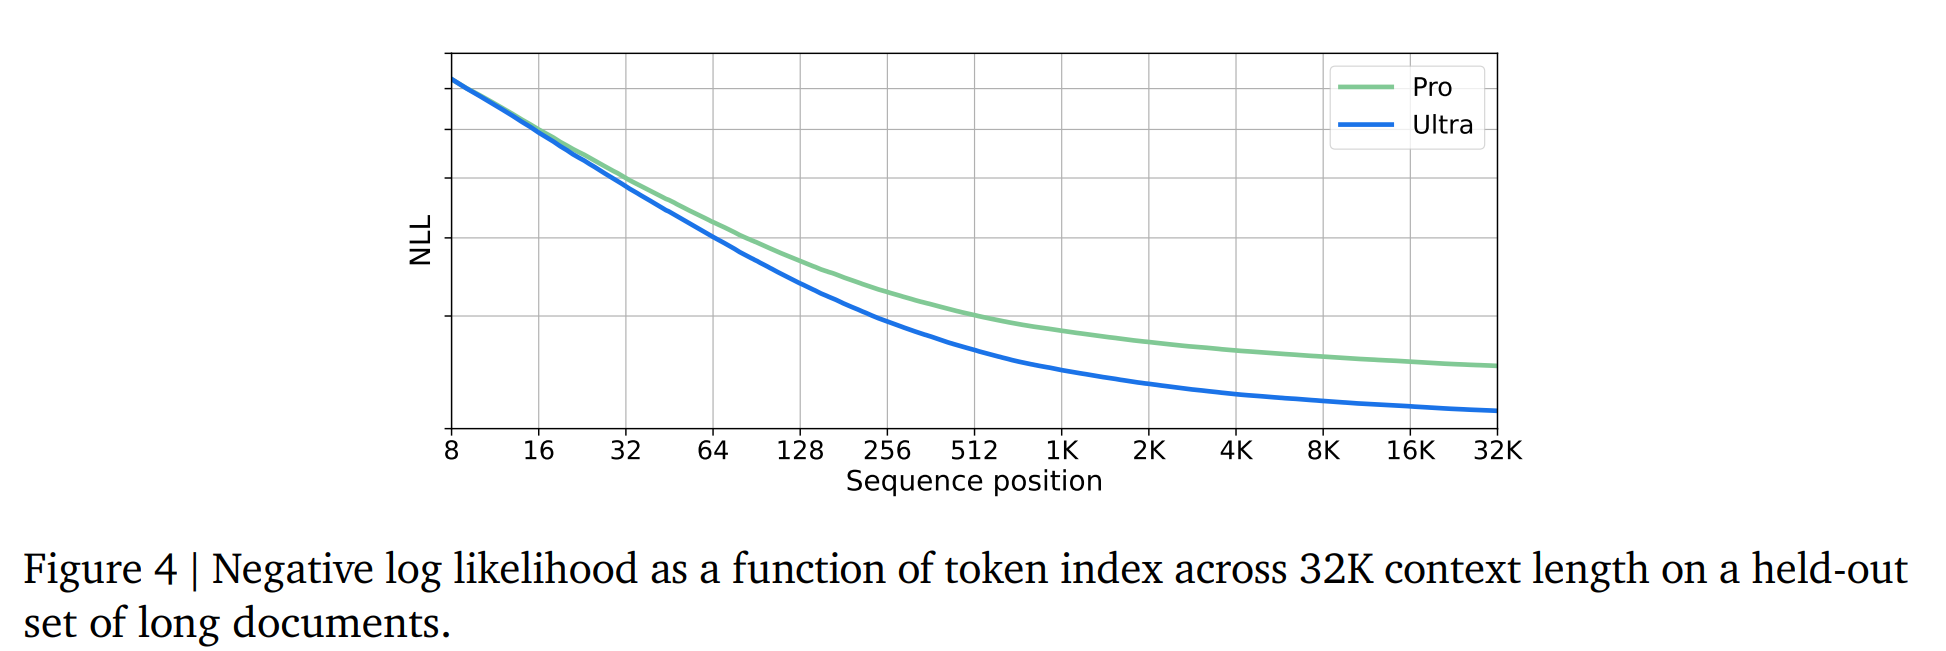 Pro
Ultra
NLL
8 16 32 64 128 256 512 1K 2K 4K 8K 16K 32K
Sequence position
Figure 4 | Negative log likelihood as a function of token index across 32K context length on a held-out
set of long documents.